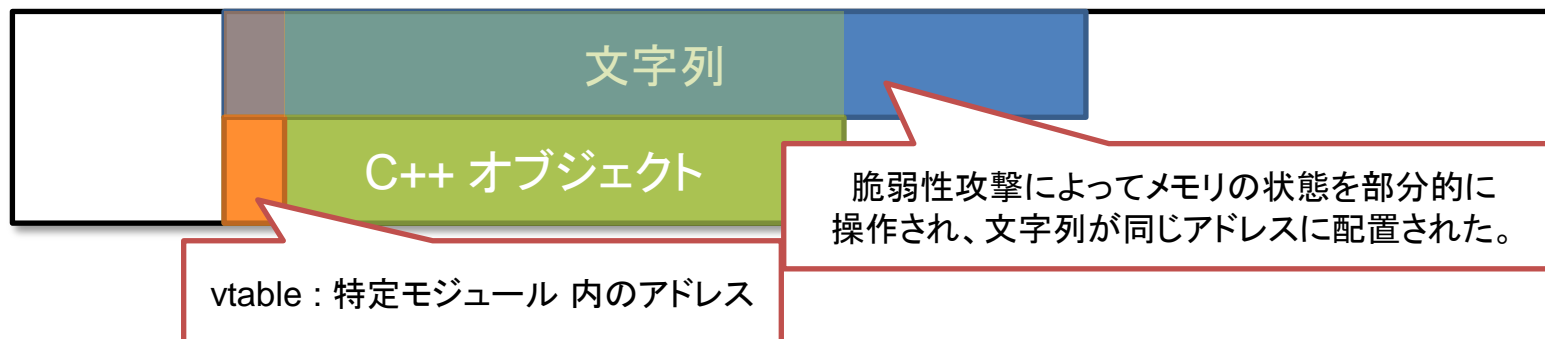 文字列
C++ オブジェクト
脆弱性攻撃によってメモリの状態を部分的に
操作され、文字列が同じアドレスに配置された。
vtable : 特定モジュール 内のアドレス